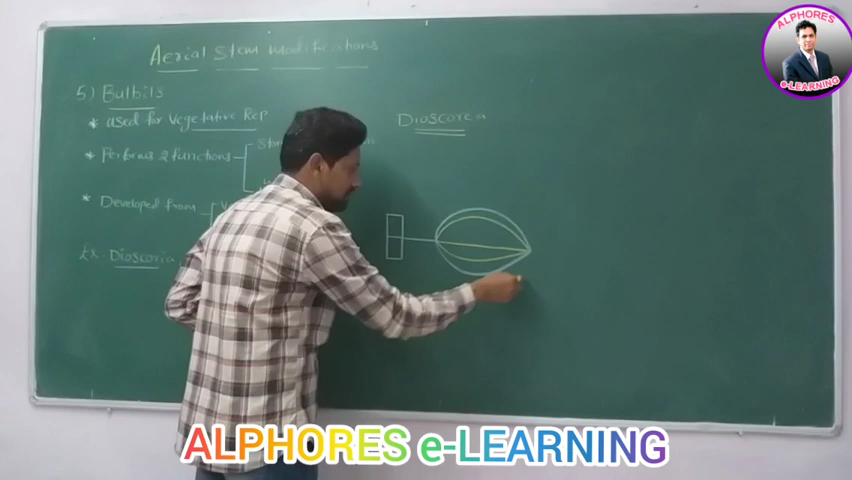 Aerial Stem Modifications
5) Bulbils
* Used for Vegetative Rep
* Performs 2 functions
* Developed from
Ex. Dioscoria
Dioscorea
ALPHORES
e-LEARNING
ALPHORES e-LEARNING